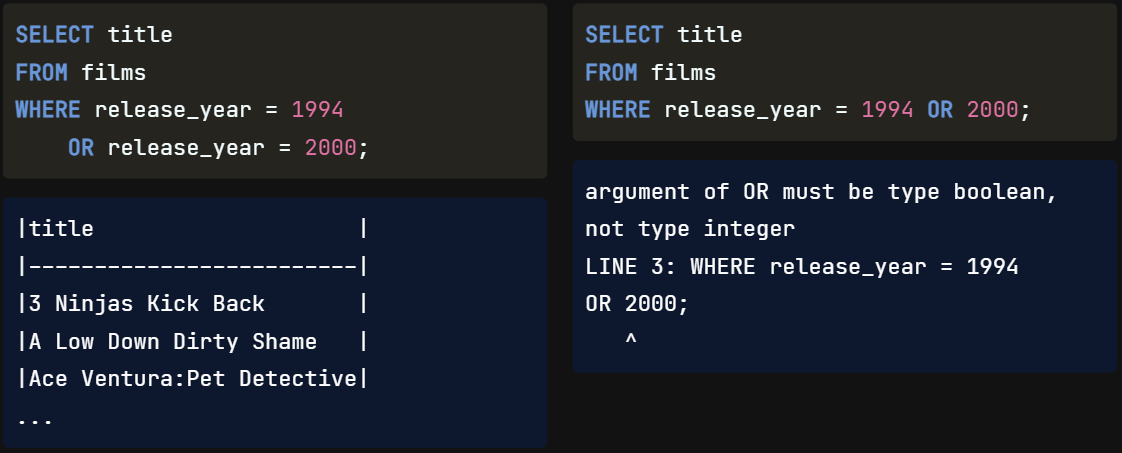 SELECT title
FROM films
WHERE release_year = 1994
    OR release_year = 2000;
|title                    |
|-------------------------|
|3 Ninjas Kick Back       |
|A Low Down Dirty Shame   |
|Ace Ventura:Pet Detective|
...
SELECT title
FROM films
WHERE release_year = 1994 OR 2000;
argument of OR must be type boolean,
not type integer
LINE 3: WHERE release_year = 1994
OR 2000;
   ^